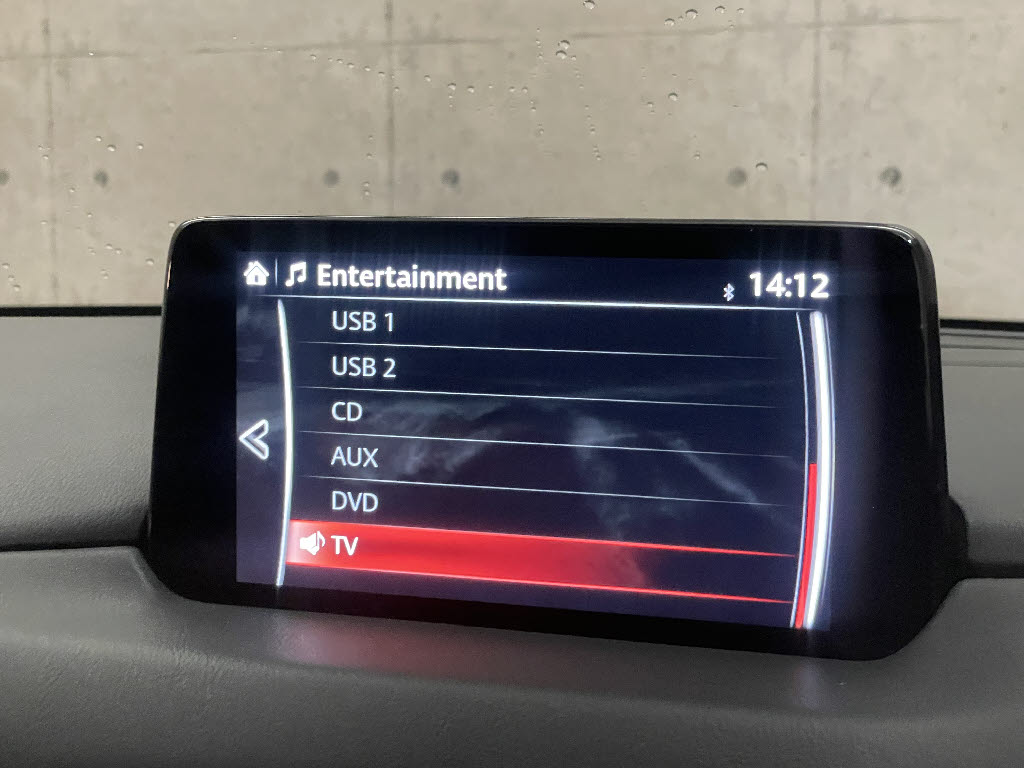 Entertainment
14:12
USB 1
USB 2
CD
AUX
DVD
TV